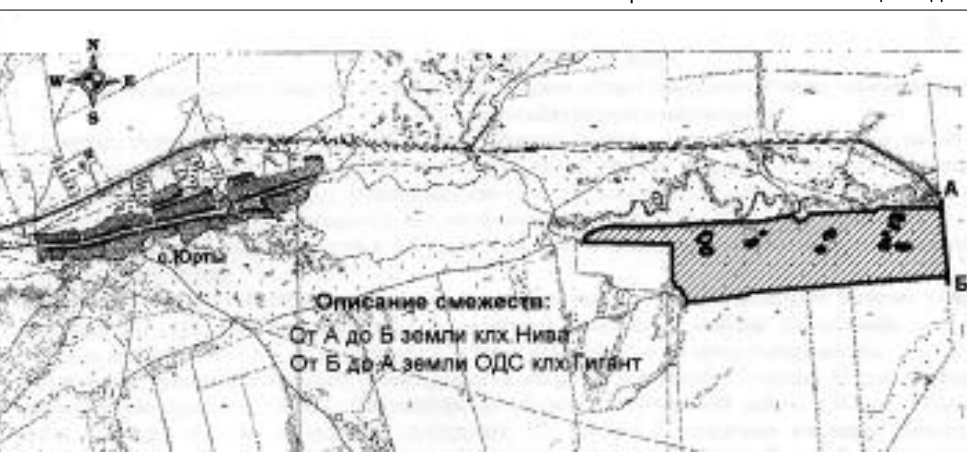 N
W E
S
А
с.Юрты
Б
Описание смежеств:
От А до Б земли клх.Нива
От Б до А земли ОДС клх.Гигант